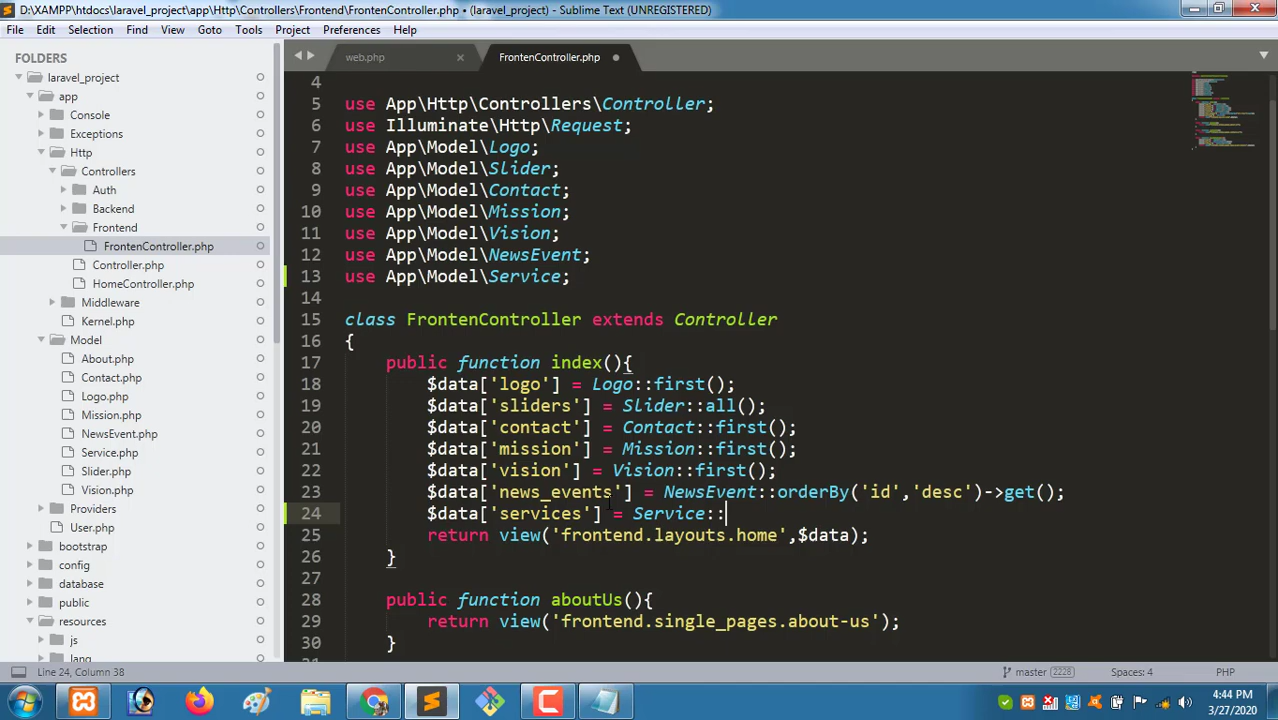 D:\XAMPP\htdocs\laravel_project\app\Http\Controllers\Frontend\FrontenController.php • (laravel_project) - Sublime Text (UNREGISTERED)
File Edit Selection Find View Goto Tools Project Preferences Help
FOLDERS
laravel_project
app
Console
Exceptions
Http
Controllers
Auth
Backend
Frontend
FrontenController.php
Controller.php
HomeController.php
Middleware
Kernel.php
Model
About.php
Contact.php
Logo.php
Mission.php
NewsEvent.php
Service.php
Slider.php
Vision.php
Providers
User.php
bootstrap
config
database
public
resources
js
lang
web.php
FrontenController.php
4
5 use App\Http\Controllers\Controller;
6 use Illuminate\Http\Request;
7 use App\Model\Logo;
8 use App\Model\Slider;
9 use App\Model\Contact;
10 use App\Model\Mission;
11 use App\Model\Vision;
12 use App\Model\NewsEvent;
13 use App\Model\Service;
14
15 class FrontenController extends Controller
16 {
17 public function index(){
18 $data['logo'] = Logo::first();
19 $data['sliders'] = Slider::all();
20 $data['contact'] = Contact::first();
21 $data['mission'] = Mission::first();
22 $data['vision'] = Vision::first();
23 $data['news_events'] = NewsEvent::orderBy('id','desc')->get();
24 $data['services'] = Service::
25 return view('frontend.layouts.home',$data);
26 }
27
28 public function aboutUs(){
29 return view('frontend.single_pages.about-us');
30 }
Line 24, Column 38
master 2228
Spaces: 4
PHP
4:44 PM
3/27/2020